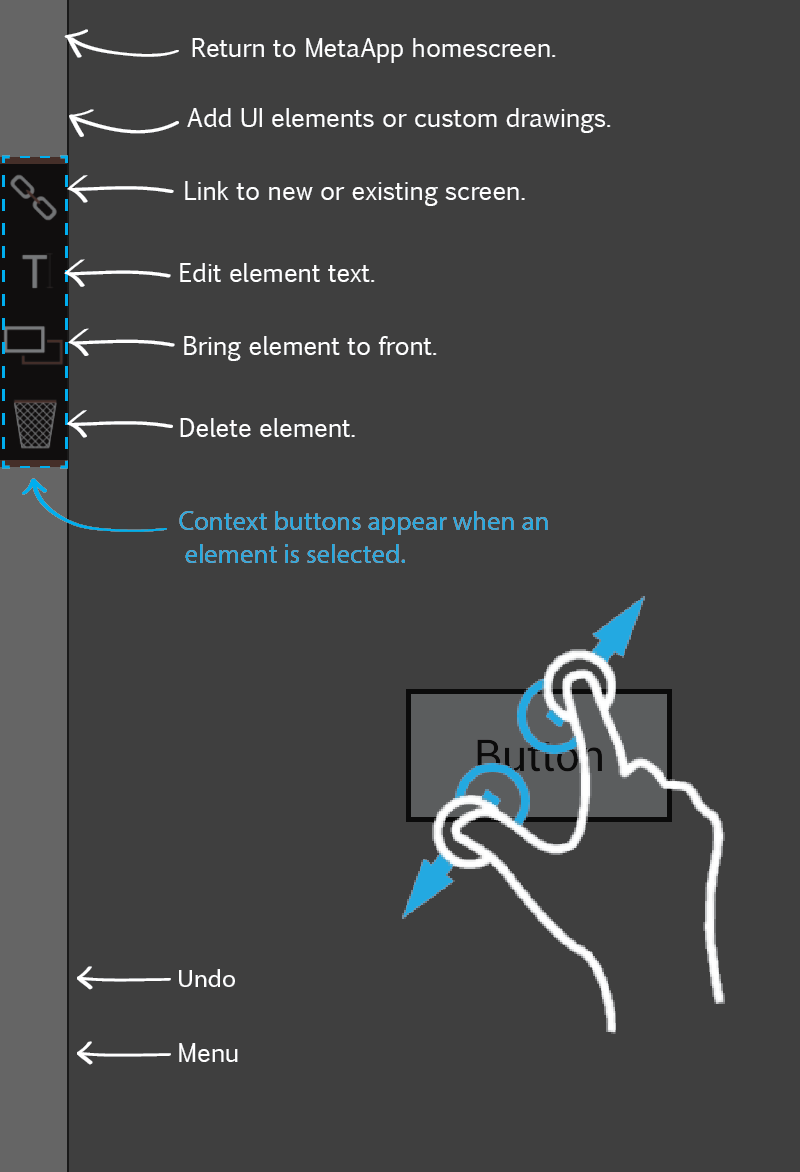 Return to MetaApp homescreen.
Add UI elements or custom drawings.
Link to new or existing screen.
T
Edit element text.
Bring element to front.
Delete element.
Context buttons appear when an
element is selected.
Button
Undo
Menu